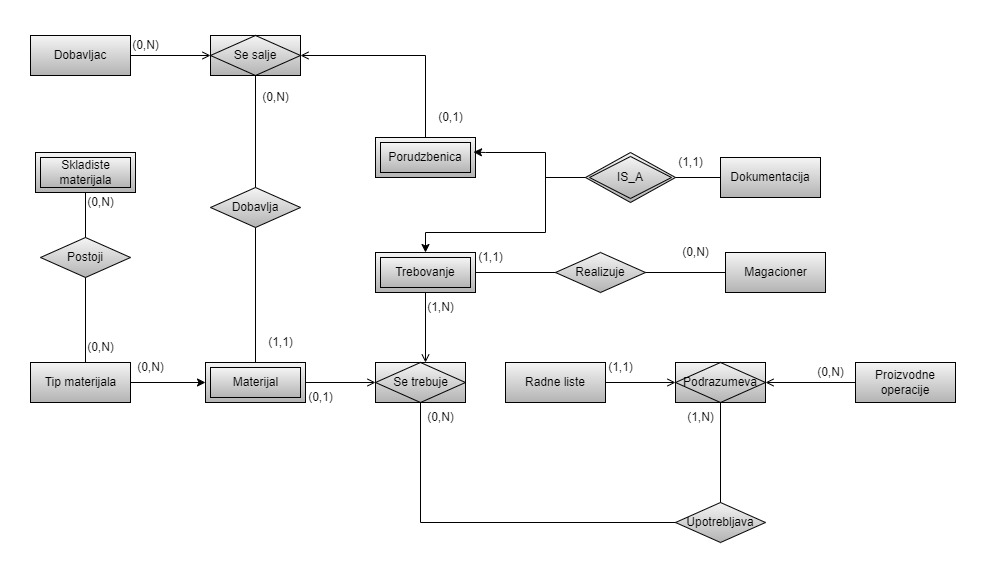 Dobavljac
(0,N)
Se salje
(0,N)
(0,1)
Porudzbenica
IS_A
(1,1)
Dokumentacija
Skladiste
materijala
(0,N)
Dobavlja
Postoji
Trebovanje
(1,1)
Realizuje
(0,N)
Magacioner
(1,N)
(0,N)
(1,1)
Tip materijala
(0,N)
Materijal
(0,1)
Se trebuje
(0,N)
Radne liste
(1,1)
Podrazumeva
(1,N)
(0,N)
Proizvodne
operacije
Upotrebljava